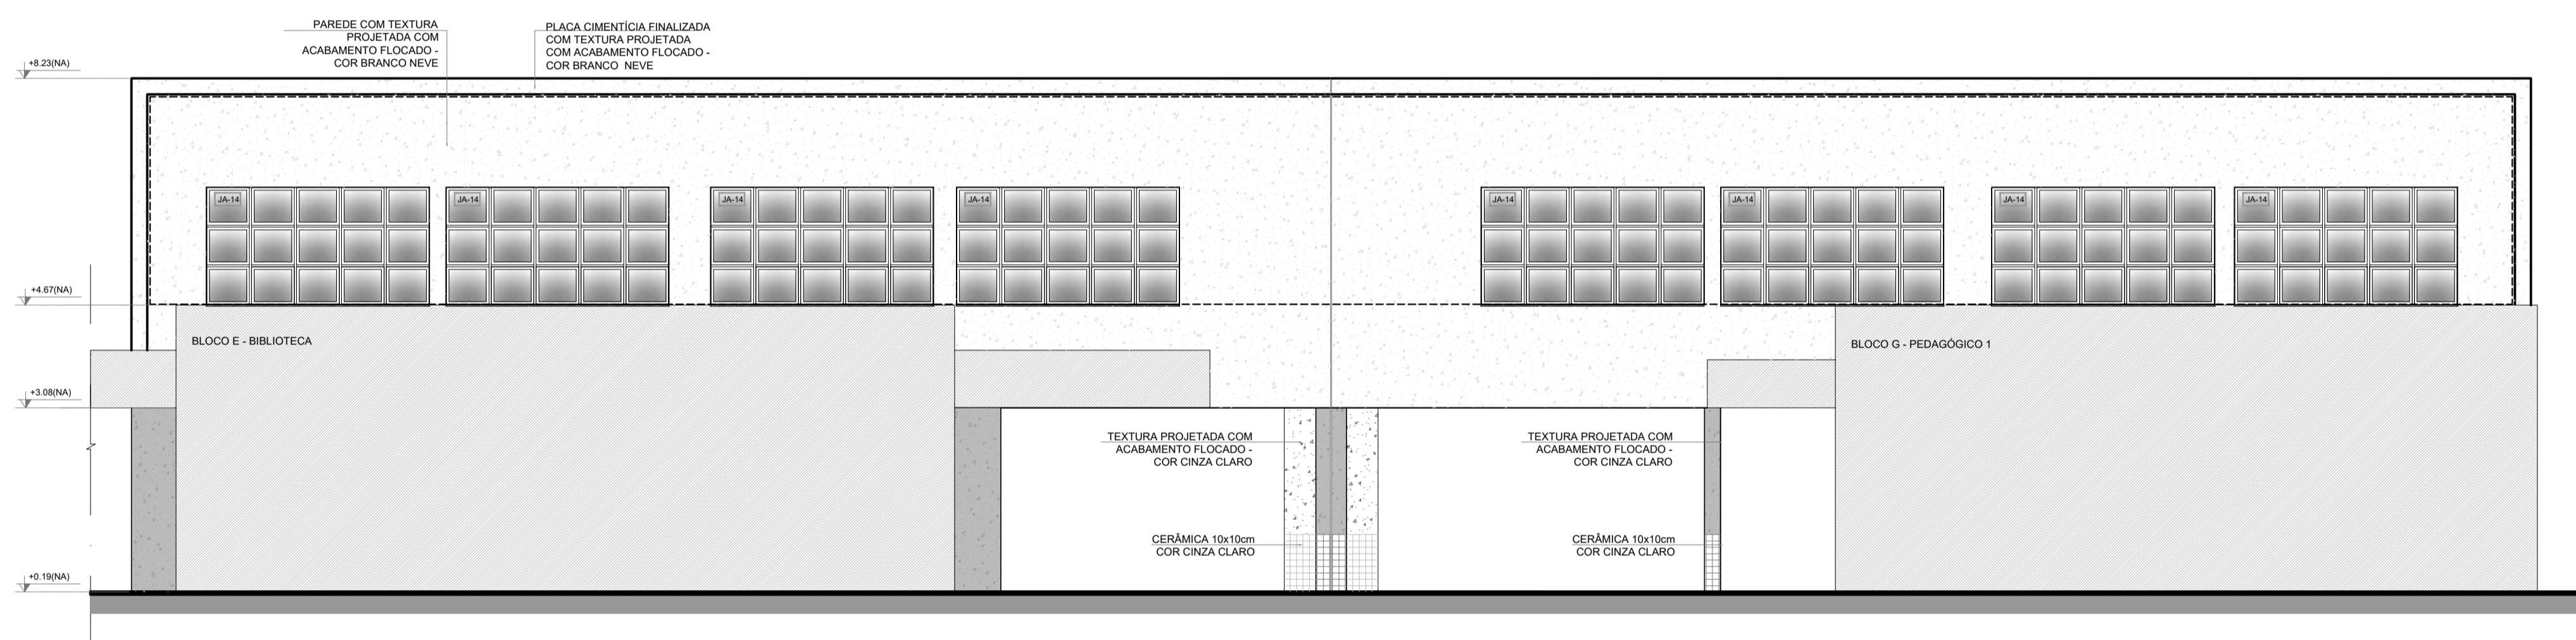 PAREDE COM TEXTURA
PROJETADA COM
ACABAMENTO FLOCADO -
COR BRANCO NEVE
PLACA CIMENTÍCIA FINALIZADA
COM TEXTURA PROJETADA
COM ACABAMENTO FLOCADO -
COR BRANCO NEVE
+8.23(NA)
JA-14
JA-14
JA-14
JA-14
JA-14
JA-14
JA-14
JA-14
+4.67(NA)
BLOCO E - BIBLIOTECA
BLOCO G - PEDAGÓGICO 1
+3.08(NA)
TEXTURA PROJETADA COM
ACABAMENTO FLOCADO -
COR CINZA CLARO
TEXTURA PROJETADA COM
ACABAMENTO FLOCADO -
COR CINZA CLARO
CERÂMICA 10x10cm
COR CINZA CLARO
CERÂMICA 10x10cm
COR CINZA CLARO
+0.19(NA)